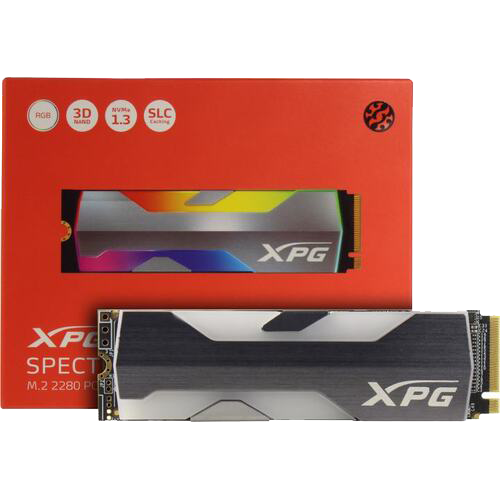 RGB
3D
NAND
NVMe
1.3
SLC
Caching
XPG
XPG
SPECT
M.2 2280 PC
XPG